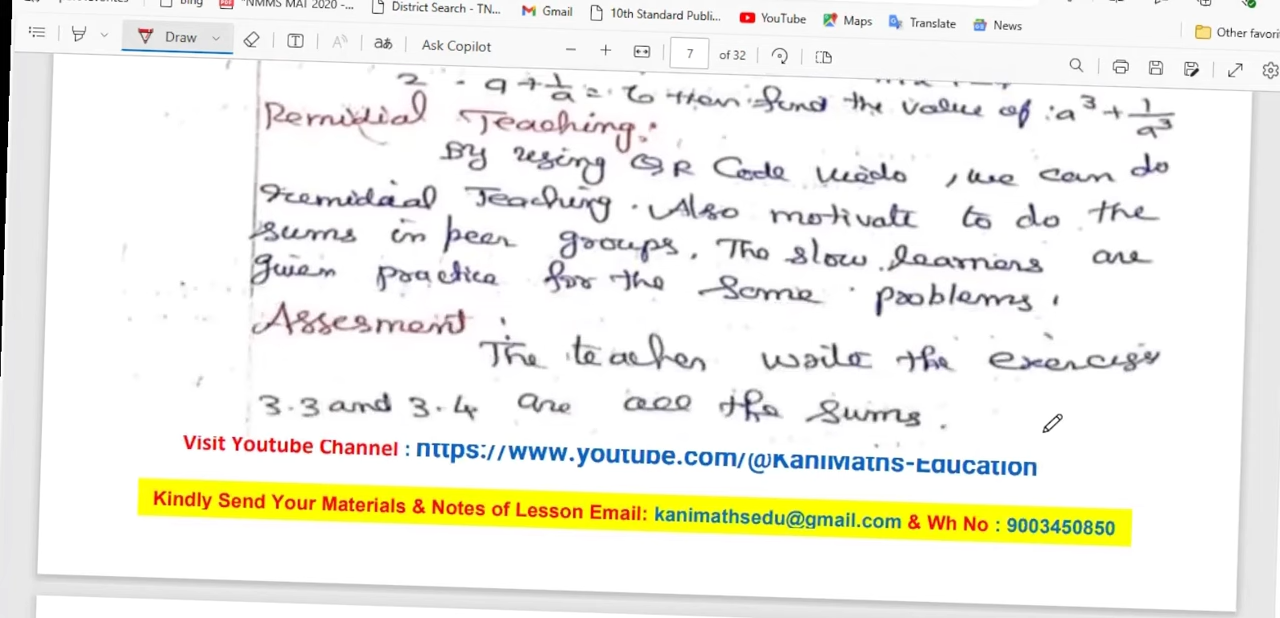 Bing
"NMMS MAT 2020 -...
District Search - TN...
Gmail
10th Standard Publi...
YouTube
Maps
Translate
News
Other favori
Draw
Ask Copilot
7 of 32
2 . a + 1/a = 6 then find the value of : a³ + 1/a³
Remidial Teaching :
By using QR Code video , we can do
remidaial Teaching . Also motivate to do the
sums in peer groups. The slow learners are
given practice for the same problems.
Assesment :
The teacher write the exercise
3.3 and 3.4 are all the sums .
Visit Youtube Channel : https://www.youtube.com/@KaniMaths-Education
Kindly Send Your Materials & Notes of Lesson Email: kanimathsedu@gmail.com & Wh No : 9003450850